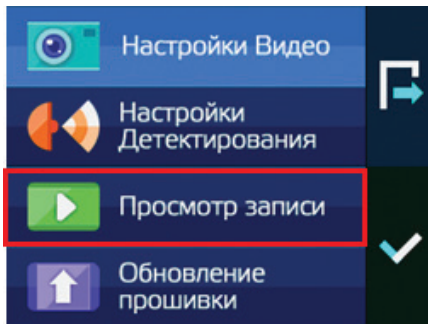 Настройки Видео
Настройки
Детектирования
Просмотр записи
Обновление
прошивки